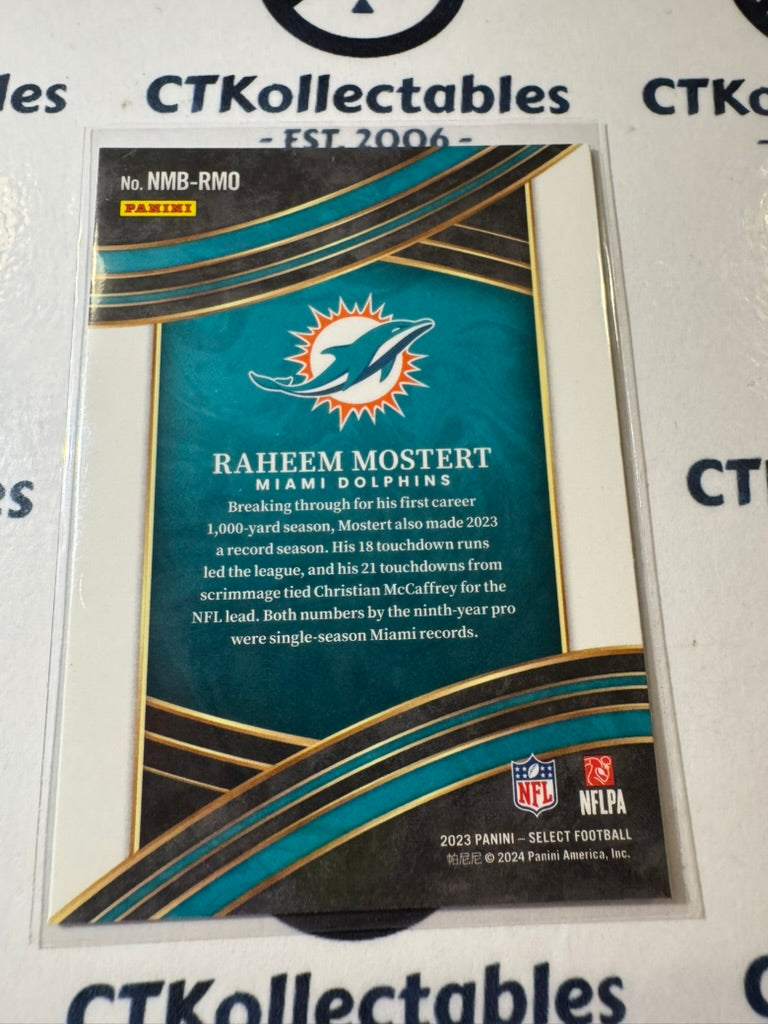 les CTKollectables CTKo
- EST. 2006 -
No. NMB-RMO
PANINI
RAHEEM MOSTERT
MIAMI DOLPHINS
Breaking through for his first career
1,000-yard season, Mostert also made 2023
a record season. His 18 touchdown runs
led the league, and his 21 touchdowns from
scrimmage tied Christian McCaffrey for the
NFL lead. Both numbers by the ninth-year pro
were single-season Miami records.
CT
s
NFL
NFLPA
2023 PANINI – SELECT FOOTBALL
帕尼尼 © 2024 Panini America, Inc.
CTKollectables